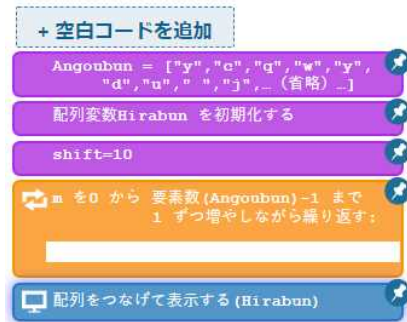 + 空白コードを追加
Angoubun = ["y","c","q","w","y",
"d","u"," ","j",…（省略）…]
配列変数Hirabun を初期化する
shift=10
m を0 から 要素数(Angoubun)-1 まで
1 ずつ増やしながら繰り返す:
配列をつなげて表示する(Hirabun)